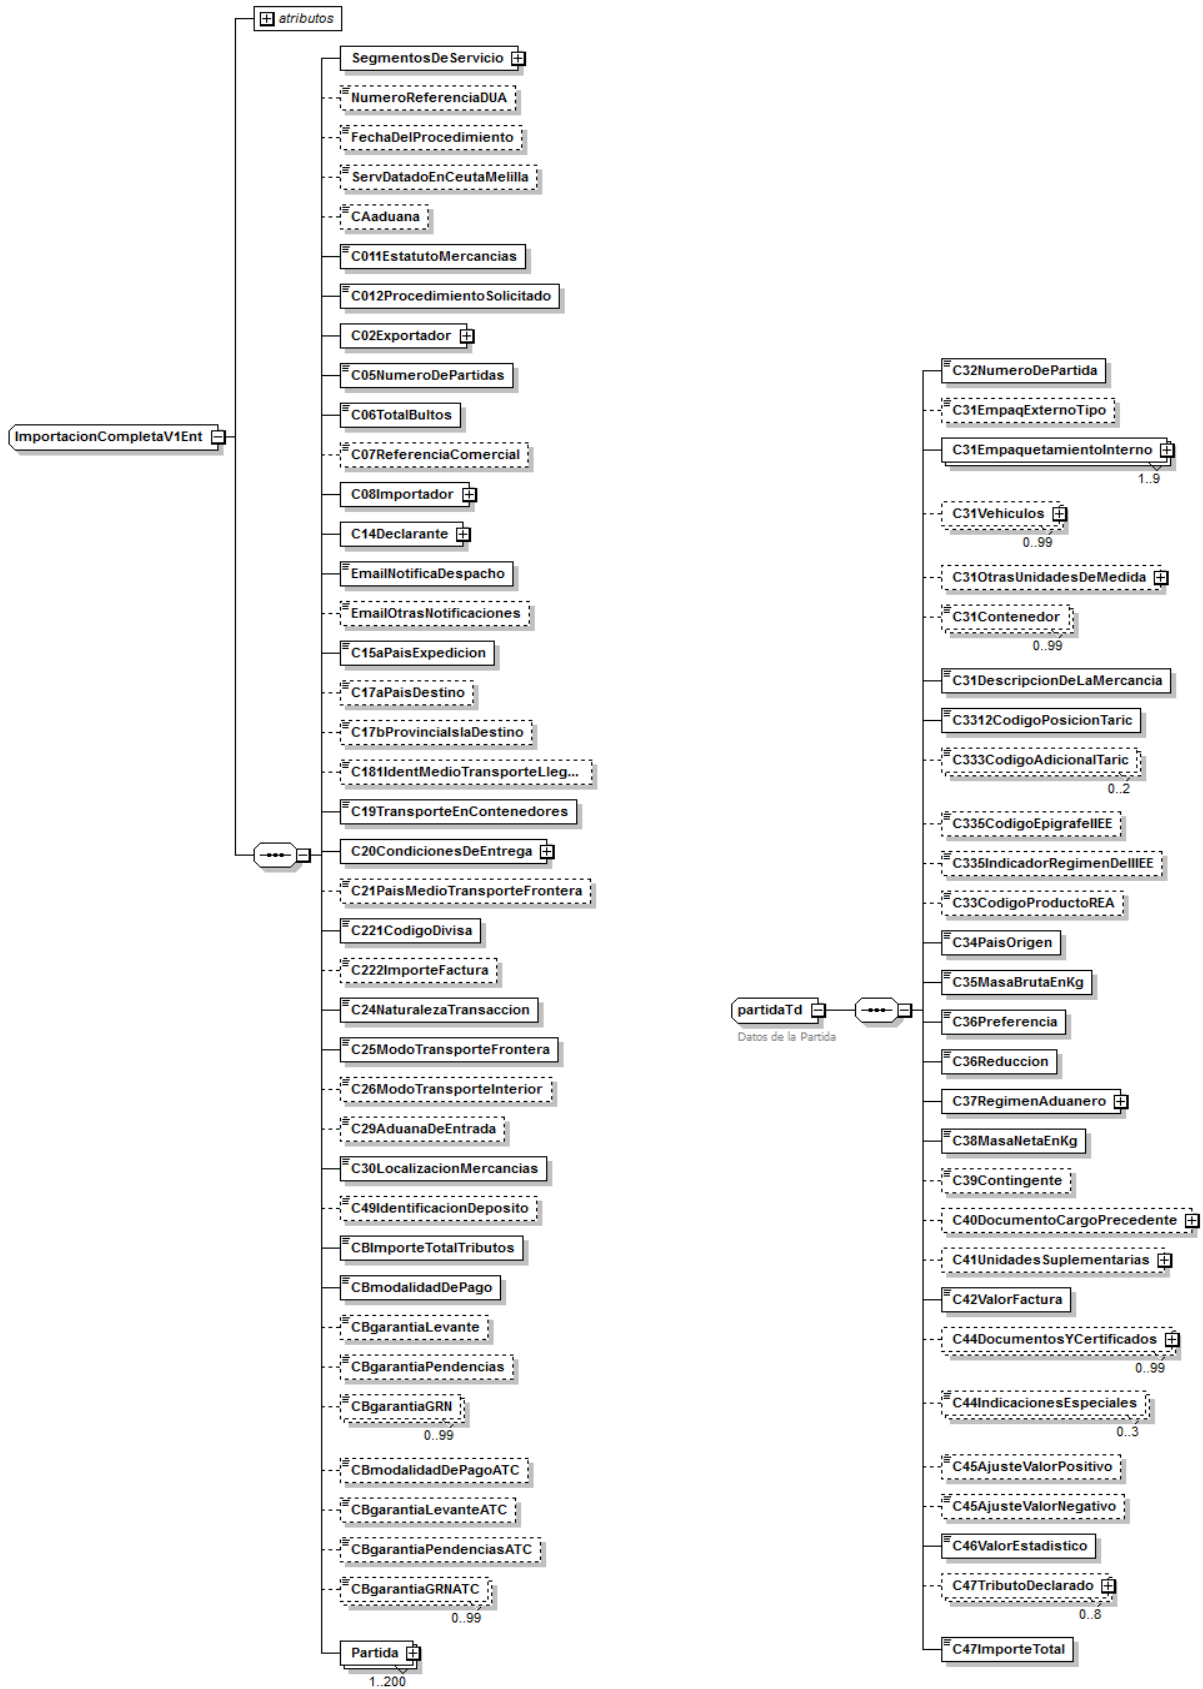 atributos
SegmentosDeServicio
NumeroReferenciaDUA
FechaDelProcedimiento
ServDatadoEnCeutaMelilla
CAaduana
C011EstatutoMercancias
C012ProcedimientoSolicitado
C02Exportador
C05NumeroDePartidas
C06TotalBultos
ImportacionCompletaV1Ent
C07ReferenciaComercial
C08Importador
C14Declarante
EmailNotificaDespacho
EmailOtrasNotificaciones
C15aPaisExpedicion
C17aPaisDestino
C17bProvinciaIslaDestino
C181IdentMedioTransporteLleg...
C19TransporteEnContenedores
C20CondicionesDeEntrega
C21PaisMedioTransporteFrontera
C221CodigoDivisa
C222ImporteFactura
C24NaturalezaTransaccion
C25ModoTransporteFrontera
C26ModoTransporteInterior
C29AduanaDeEntrada
C30LocalizacionMercancias
C49IdentificacionDeposito
CBImporteTotalTributos
CBmodalidadDePago
CBgarantiaLevante
CBgarantiaPendencias
CBgarantiaGRN
0..99
CBmodalidadDePagoATC
CBgarantiaLevanteATC
CBgarantiaPendenciasATC
CBgarantiaGRNATC
0..99
Partida
1..200
partidaTd
Datos de la Partida
C32NumeroDePartida
C31EmpaqExternoTipo
C31EmpaquetamientoInterno
1..9
C31Vehiculos
0..99
C31OtrasUnidadesDeMedida
C31Contenedor
0..99
C31DescripcionDeLaMercancia
C3312CodigoPosicionTaric
C333CodigoAdicionalTaric
0..2
C335CodigoEpigrafeIIEE
C335IndicadorRegimenDeIIIEE
C33CodigoProductoREA
C34PaisOrigen
C35MasaBrutaEnKg
C36Preferencia
C36Reduccion
C37RegimenAduanero
C38MasaNetaEnKg
C39Contingente
C40DocumentoCargoPrecedente
C41UnidadesSuplementarias
C42ValorFactura
C44DocumentosYCertificados
0..99
C44IndicacionesEspeciales
0..3
C45AjusteValorPositivo
C45AjusteValorNegativo
C46ValorEstadistico
C47TributoDeclarado
0..8
C47ImporteTotal